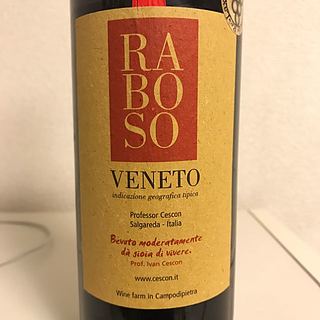 RA
BO
SO
VENETO
indicazione geografica tipica
Professor Cescon
Salgareda - Italia
Bevuto moderatamente
dà gioia di vivere.
Prof. Ivan Cescon
www.cescon.it
Wine farm in Campodipietra